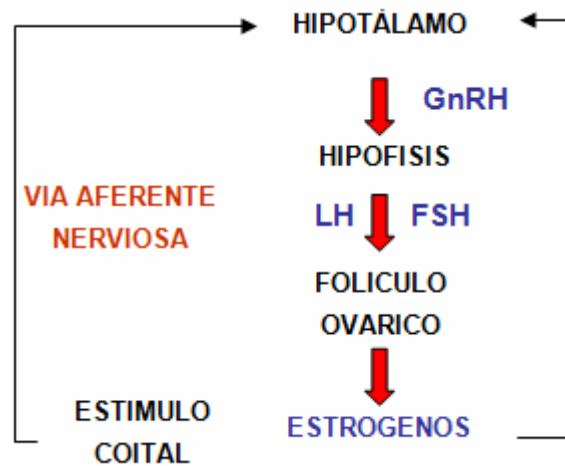 HIPOTÁLAMO
GnRH
HIPOFISIS
VIA AFERENTE
NERVIOSA
LH FSH
FOLICULO
OVARICO
ESTIMULO
COITAL
ESTROGENOS